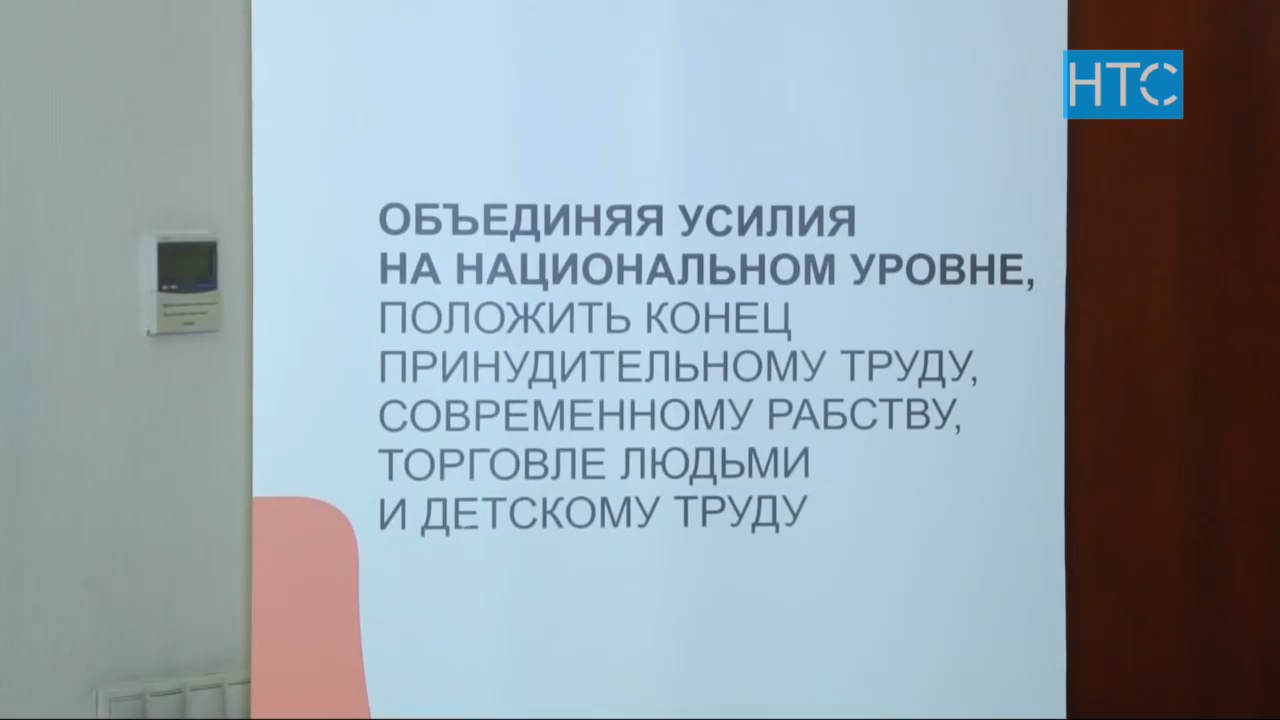 НТС
ОБЪЕДИНЯЯ УСИЛИЯ
НА НАЦИОНАЛЬНОМ УРОВНЕ,
ПОЛОЖИТЬ КОНЕЦ
ПРИНУДИТЕЛЬНОМУ ТРУДУ,
СОВРЕМЕННОМУ РАБСТВУ,
ТОРГОВЛЕ ЛЮДЬМИ
И ДЕТСКОМУ ТРУДУ